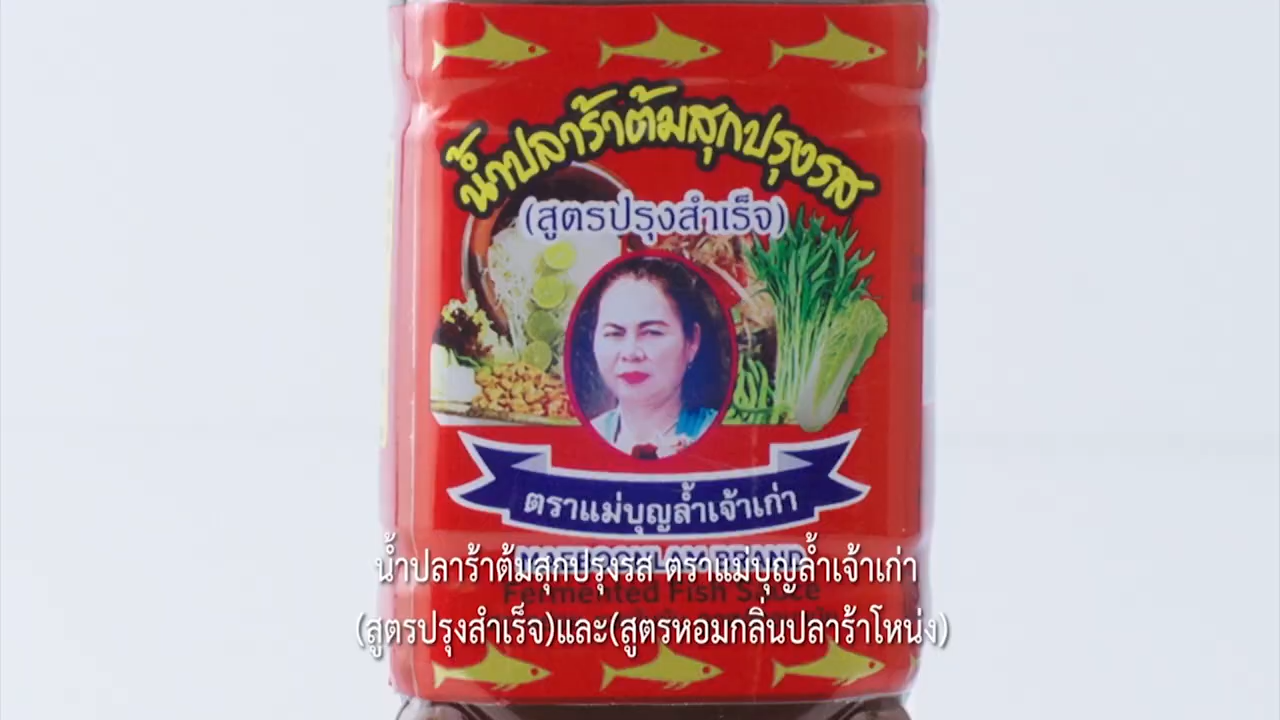 น้ำปลาร้าต้มสุกปรุงรส
(สูตรปรุงสำเร็จ)
ตราแม่บุญล้ำเจ้าเก่า
น้ำปลาร้าต้มสุกปรุงรส ตราแม่บุญล้ำเจ้าเก่า
Fermented Fish Sauce
(สูตรปรุงสำเร็จ)และ(สูตรหอมกลิ่นปลาร้าโหน่ง)